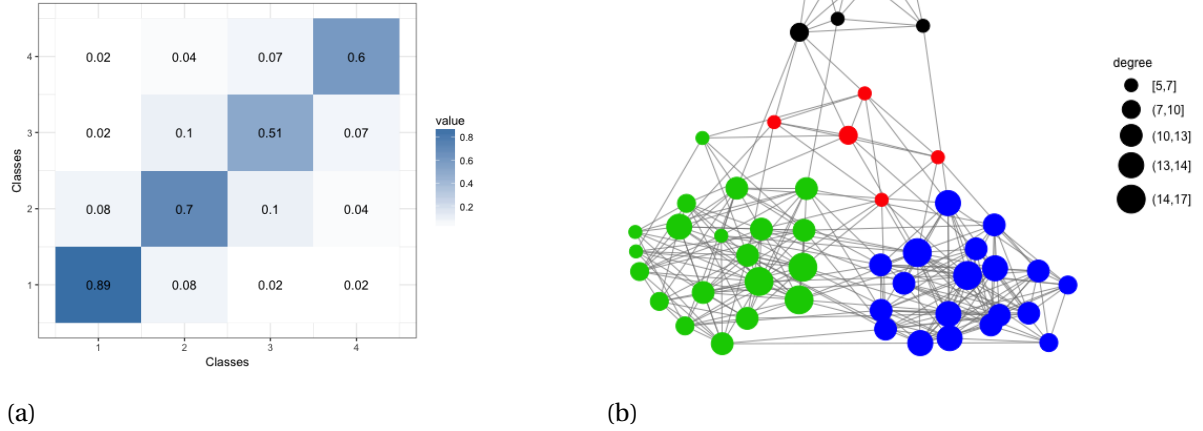 4
3
2
1
0.02 0.04 0.07 0.6
0.02 0.1 0.51 0.07
0.08 0.7 0.1 0.04
0.89 0.08 0.02 0.02
1 2 3 4
Classes
Classes
value
0.8
0.6
0.4
0.2
(a)
degree
[5,7]
(7,10]
(10,13]
(13,14]
(14,17]
(b)